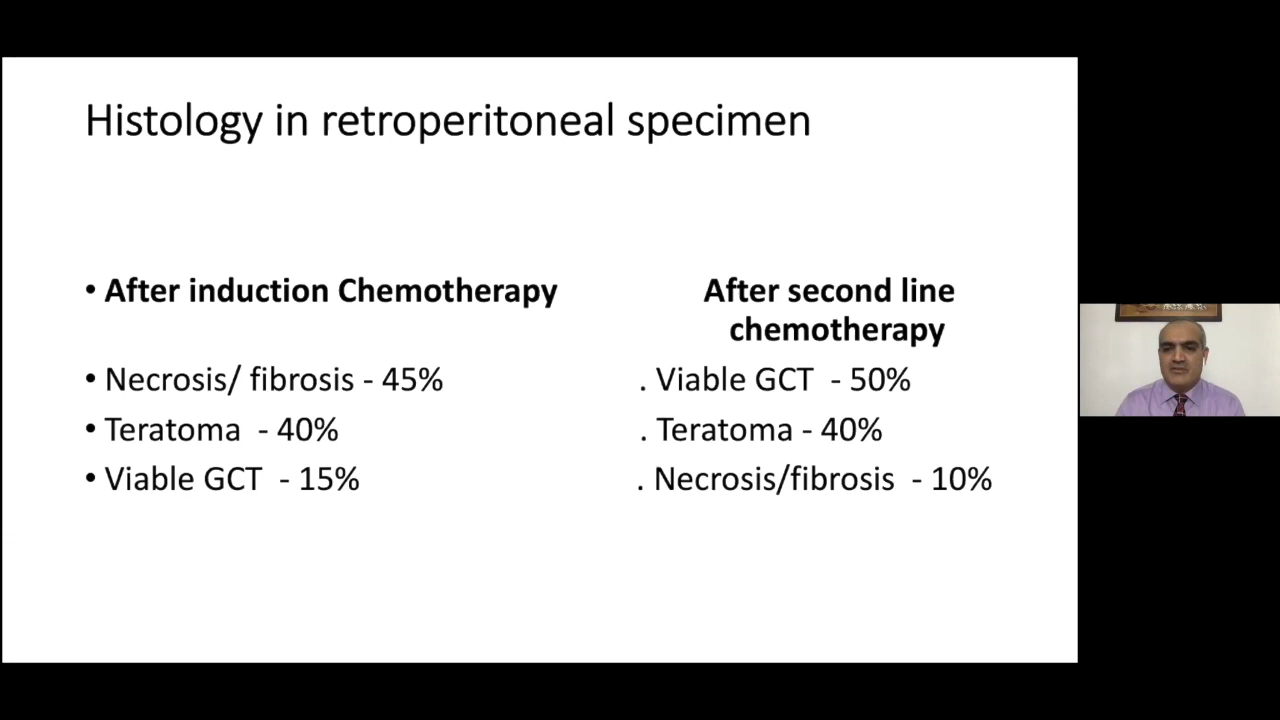 Histology in retroperitoneal specimen
• After induction Chemotherapy
• Necrosis/ fibrosis - 45%
• Teratoma - 40%
• Viable GCT - 15%
After second line
chemotherapy
. Viable GCT - 50%
. Teratoma - 40%
. Necrosis/fibrosis - 10%